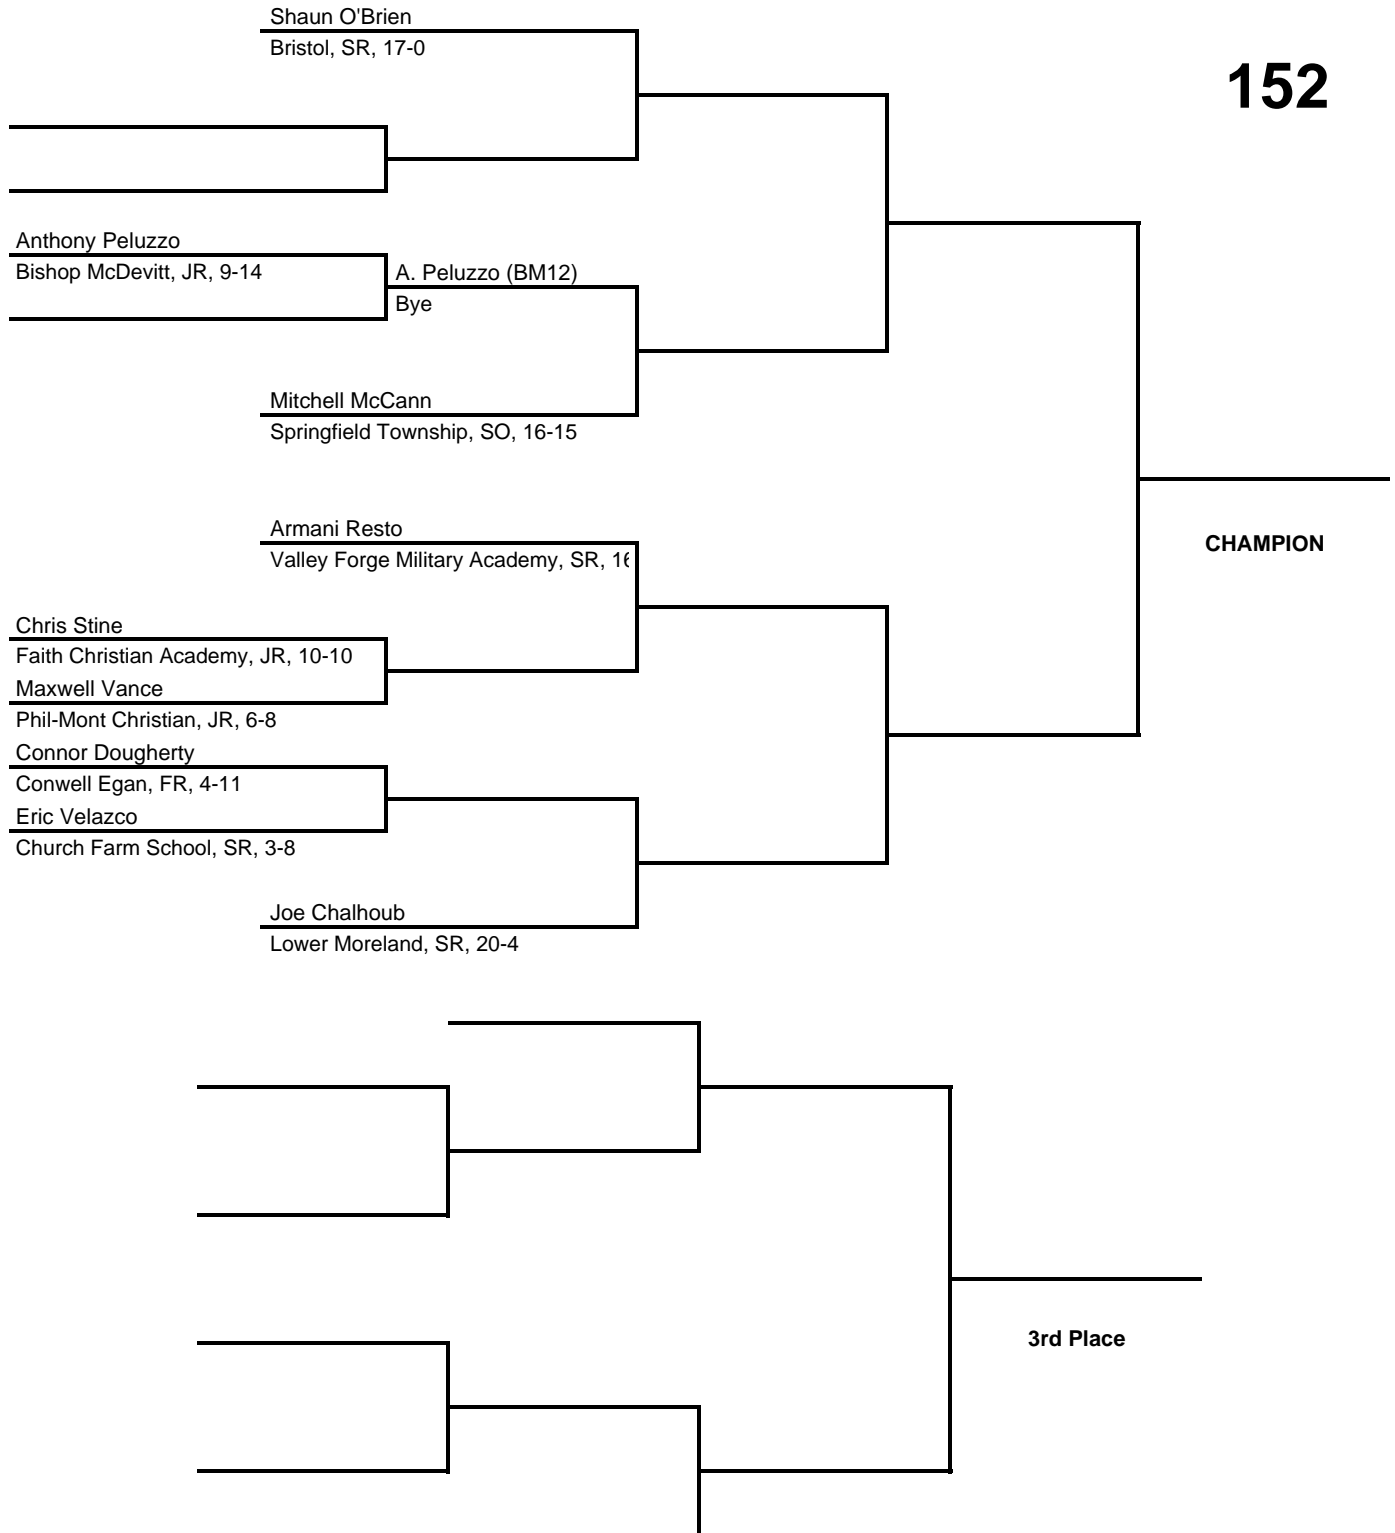 Shaun O'Brien
Bristol, SR, 17-0
152
Anthony Peluzzo
Bishop McDevitt, JR, 9-14
A. Peluzzo (BM12)
Bye
Mitchell McCann
Springfield Township, SO, 16-15
Armani Resto
Valley Forge Military Academy, SR, 16
CHAMPION
Chris Stine
Faith Christian Academy, JR, 10-10
Maxwell Vance
Phil-Mont Christian, JR, 6-8
Connor Dougherty
Conwell Egan, FR, 4-11
Eric Velazco
Church Farm School, SR, 3-8
Joe Chalhoub
Lower Moreland, SR, 20-4
3rd Place